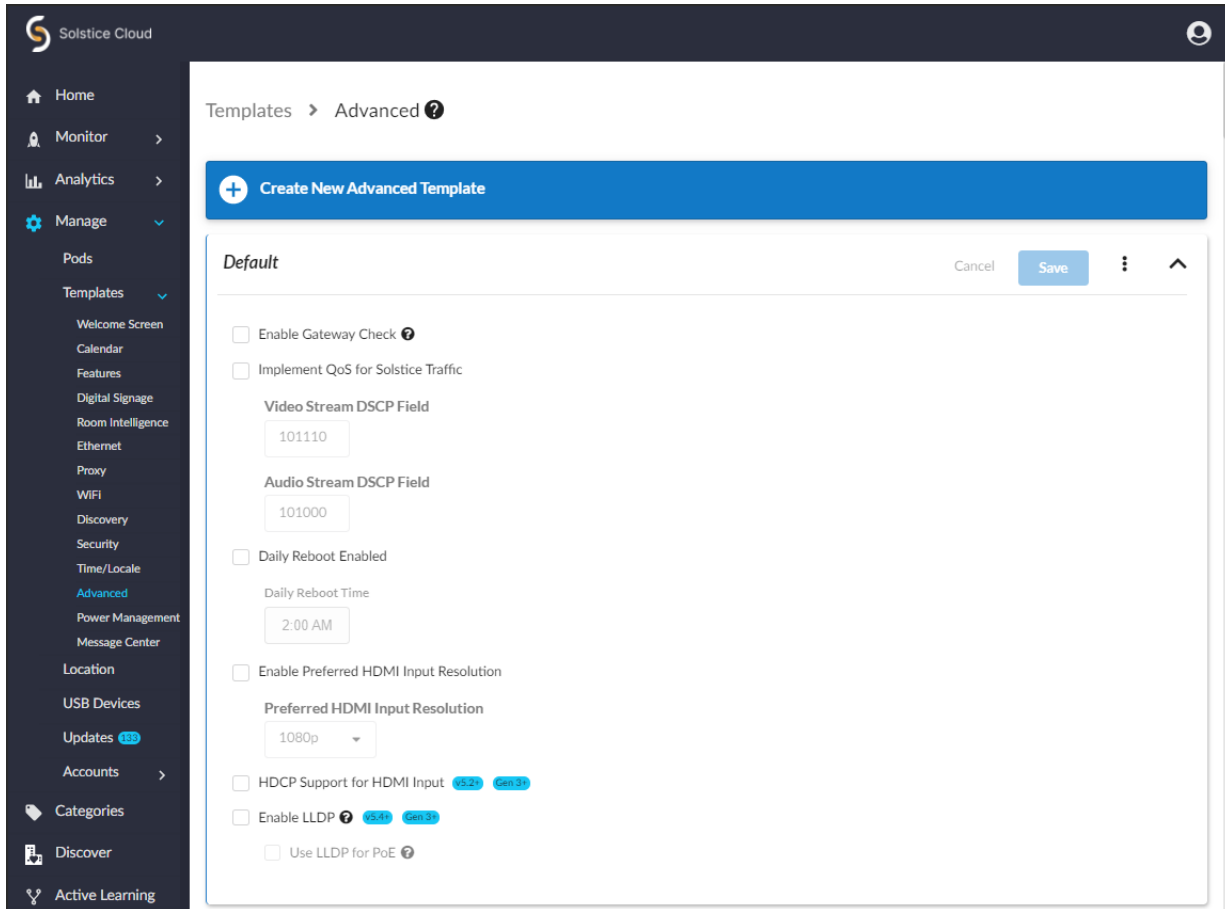 Solstice Cloud
Home
Monitor
Analytics
Manage
Pods
Templates
Welcome Screen
Calendar
Features
Digital Signage
Room Intelligence
Ethernet
Proxy
WiFi
Discovery
Security
Time/Locale
Advanced
Power Management
Message Center
Location
USB Devices
Updates 133
Accounts
Categories
Discover
Active Learning
Templates > Advanced ?
Create New Advanced Template
Default Cancel Save
Enable Gateway Check ?
Implement QoS for Solstice Traffic
Video Stream DSCP Field
101110
Audio Stream DSCP Field
101000
Daily Reboot Enabled
Daily Reboot Time
2:00 AM
Enable Preferred HDMI Input Resolution
Preferred HDMI Input Resolution
1080p
HDCP Support for HDMI Input v5.2+ Gen 3+
Enable LLDP ? v5.4+ Gen 3+
Use LLDP for PoE ?